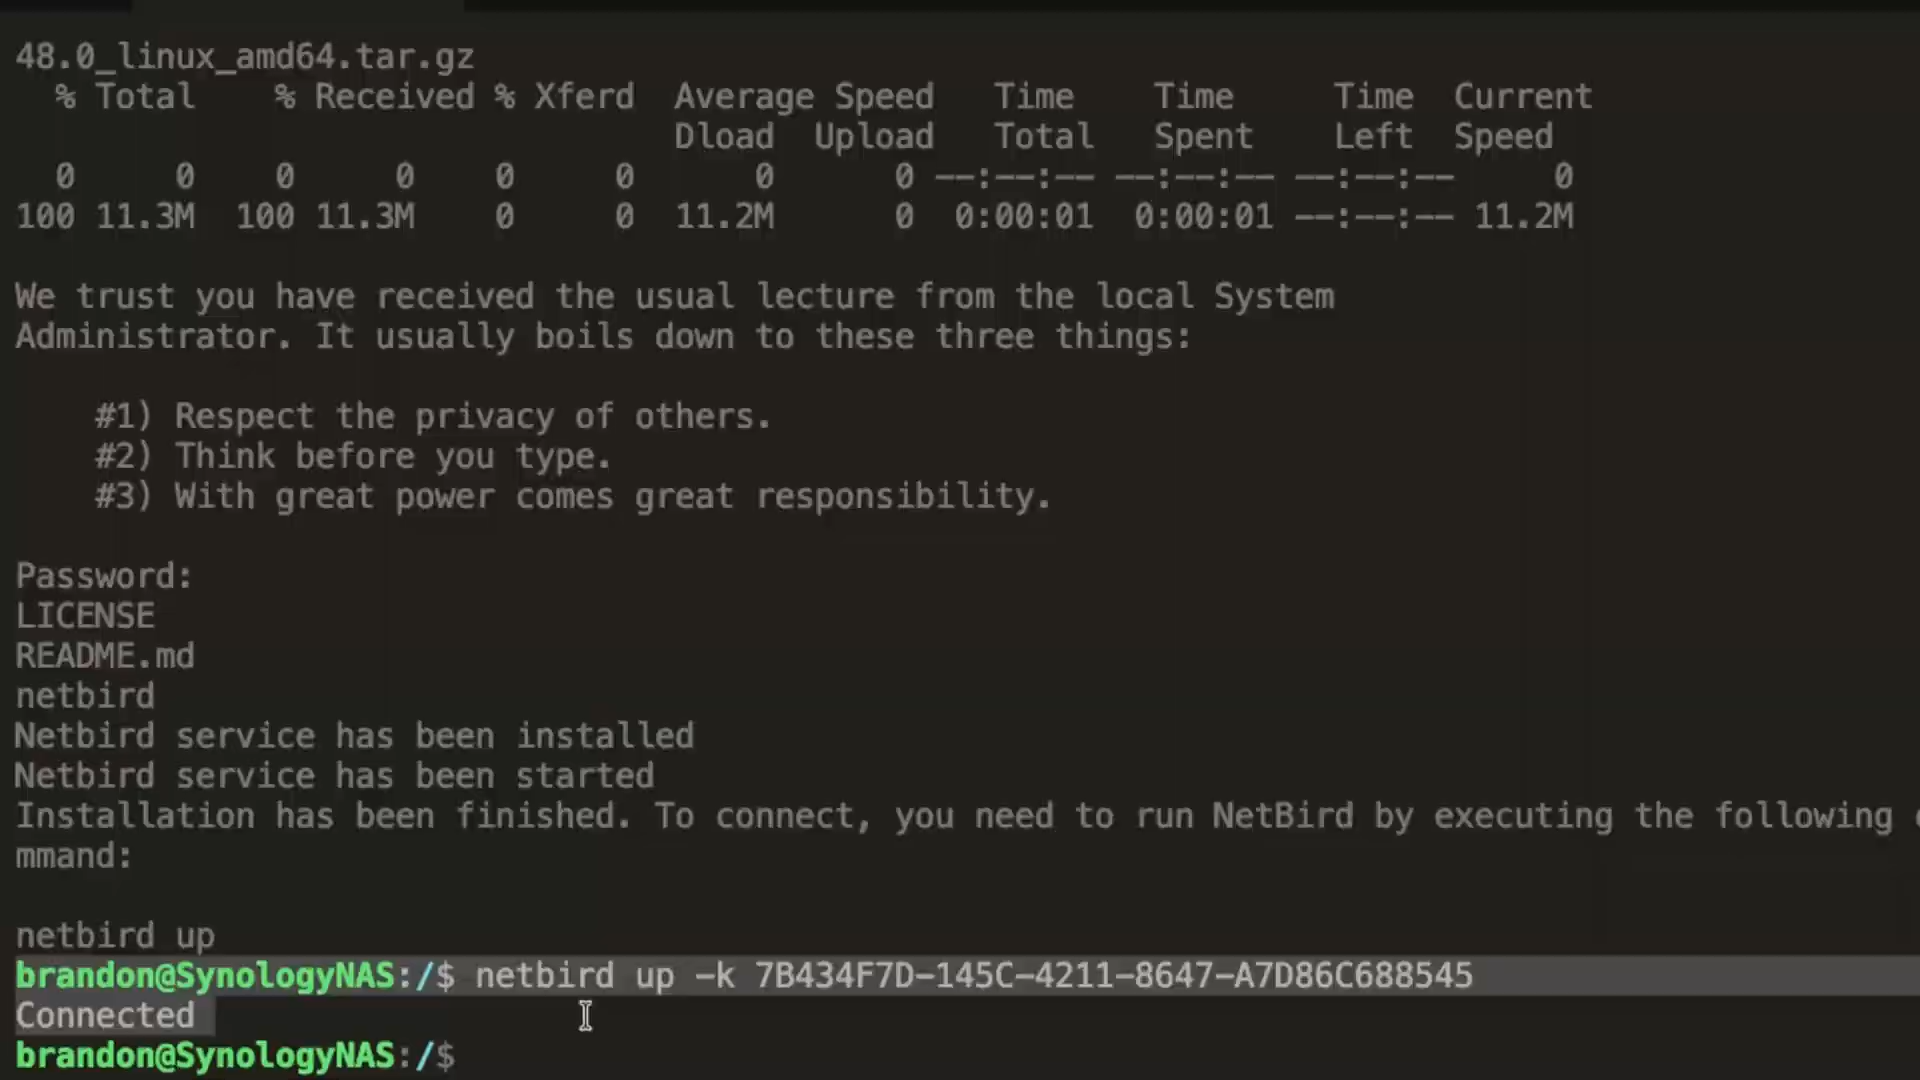 48.0_linux_amd64.tar.gz
% Total % Received % Xferd Average Speed Time Time Time Current
Dload Upload Total Spent Left Speed
0 0 0 0 0 0 0 0 --:--:-- --:--:-- --:--:-- 0
100 11.3M 100 11.3M 0 0 11.2M 0 0:00:01 0:00:01 --:--:-- 11.2M
We trust you have received the usual lecture from the local System
Administrator. It usually boils down to these three things:
#1) Respect the privacy of others.
#2) Think before you type.
#3) With great power comes great responsibility.
Password:
LICENSE
README.md
netbird
Netbird service has been installed
Netbird service has been started
Installation has been finished. To connect, you need to run NetBird by executing the following c
mmand:
netbird up
brandon@SynologyNAS:/$ netbird up -k 7B434F7D-145C-4211-8647-A7D86C688545
Connected
brandon@SynologyNAS:/$